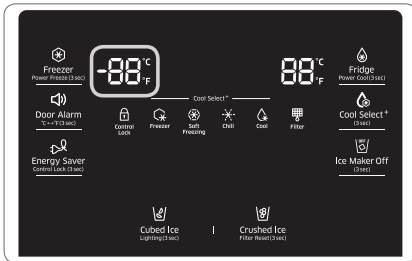 -88 °C
°F
88 °C
°F
Freezer
Power Freeze (3 sec)
Fridge
Power Cool (3 sec)
Cool Select+
Door Alarm
°C ↔ °F (3 sec)
Control
Lock
Freezer
Soft
Freezing
Chill
Cool
Filter
Cool Select+
(3 sec)
Energy Saver
Control Lock (3 sec)
Ice Maker Off
(3 sec)
Cubed Ice
Lighting (3 sec)
|
Crushed Ice
Filter Reset (3 sec)